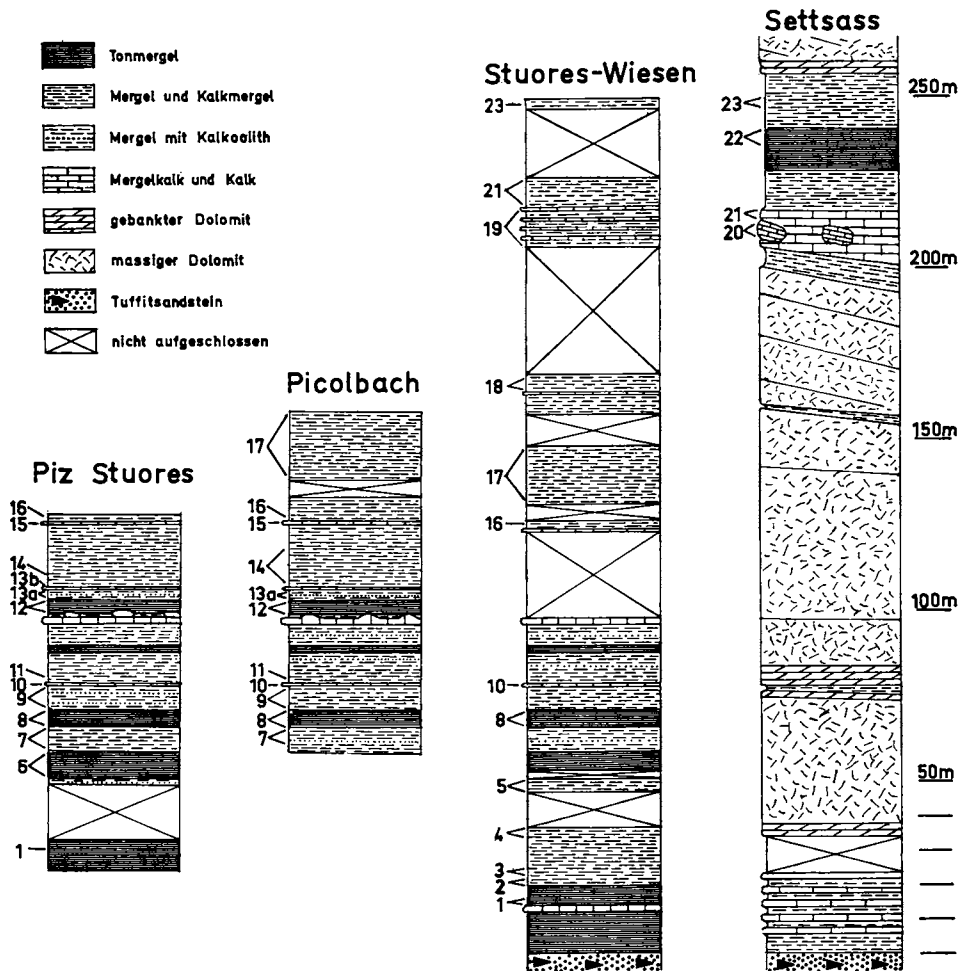 Settsass
Stuores-Wiesen
Picolbach
Piz Stuores
Tonmergel
Mergel und Kalkmergel
Mergel mit Kalkoolith
Mergelkalk und Kalk
gebankter Dolomit
massiger Dolomit
Tuffitsandstein
nicht aufgeschlossen
16
15
14
13b
13a
12
11
10
9
8
7
6
1
17
16
15
14
13a
12
11
10
9
8
7
23
21
19
18
17
16
10
8
5
4
3
2
1
23
22
21
20
250m
200m
150m
100m
50m